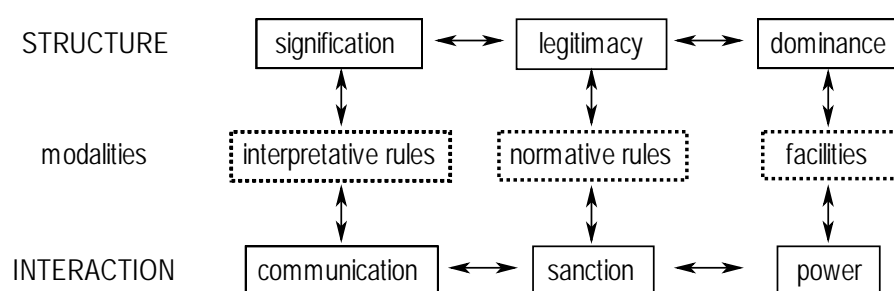 STRUCTURE signification legitimacy dominance
modalities interpretative rules normative rules facilities
INTERACTION communication sanction power